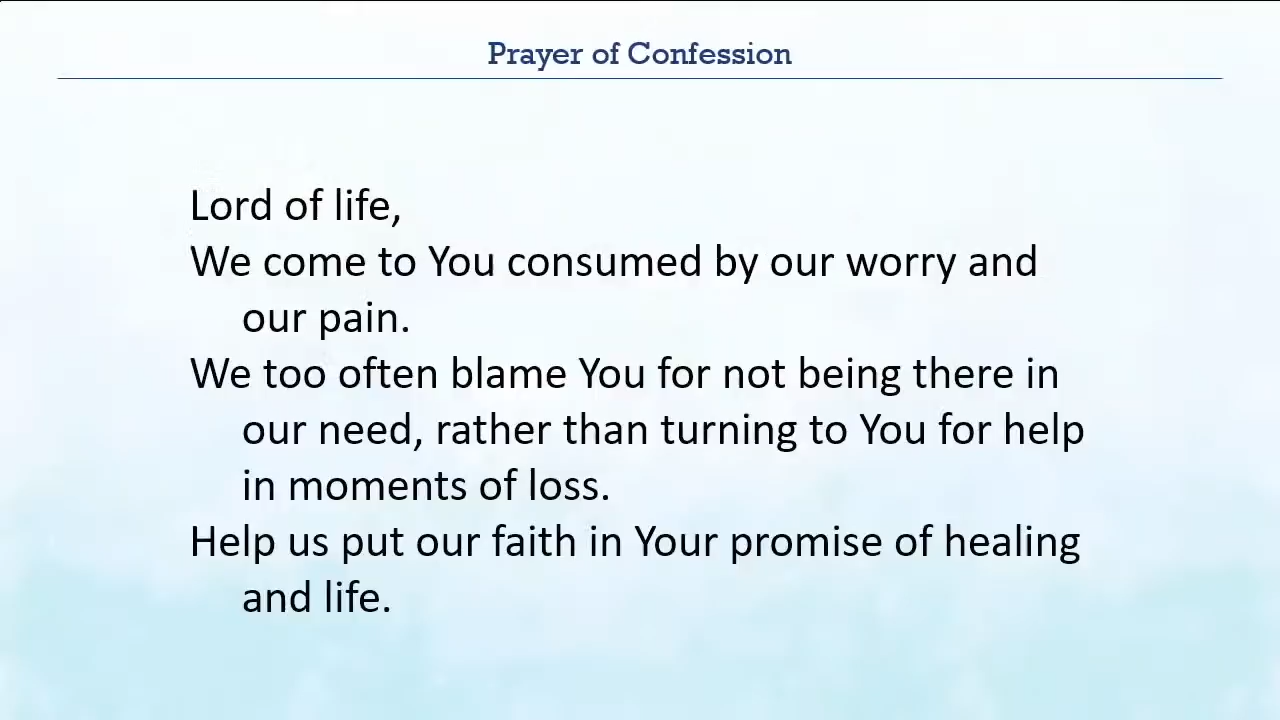 Prayer of Confession
Lord of life,
We come to You consumed by our worry and
our pain.
We too often blame You for not being there in
our need, rather than turning to You for help
in moments of loss.
Help us put our faith in Your promise of healing
and life.